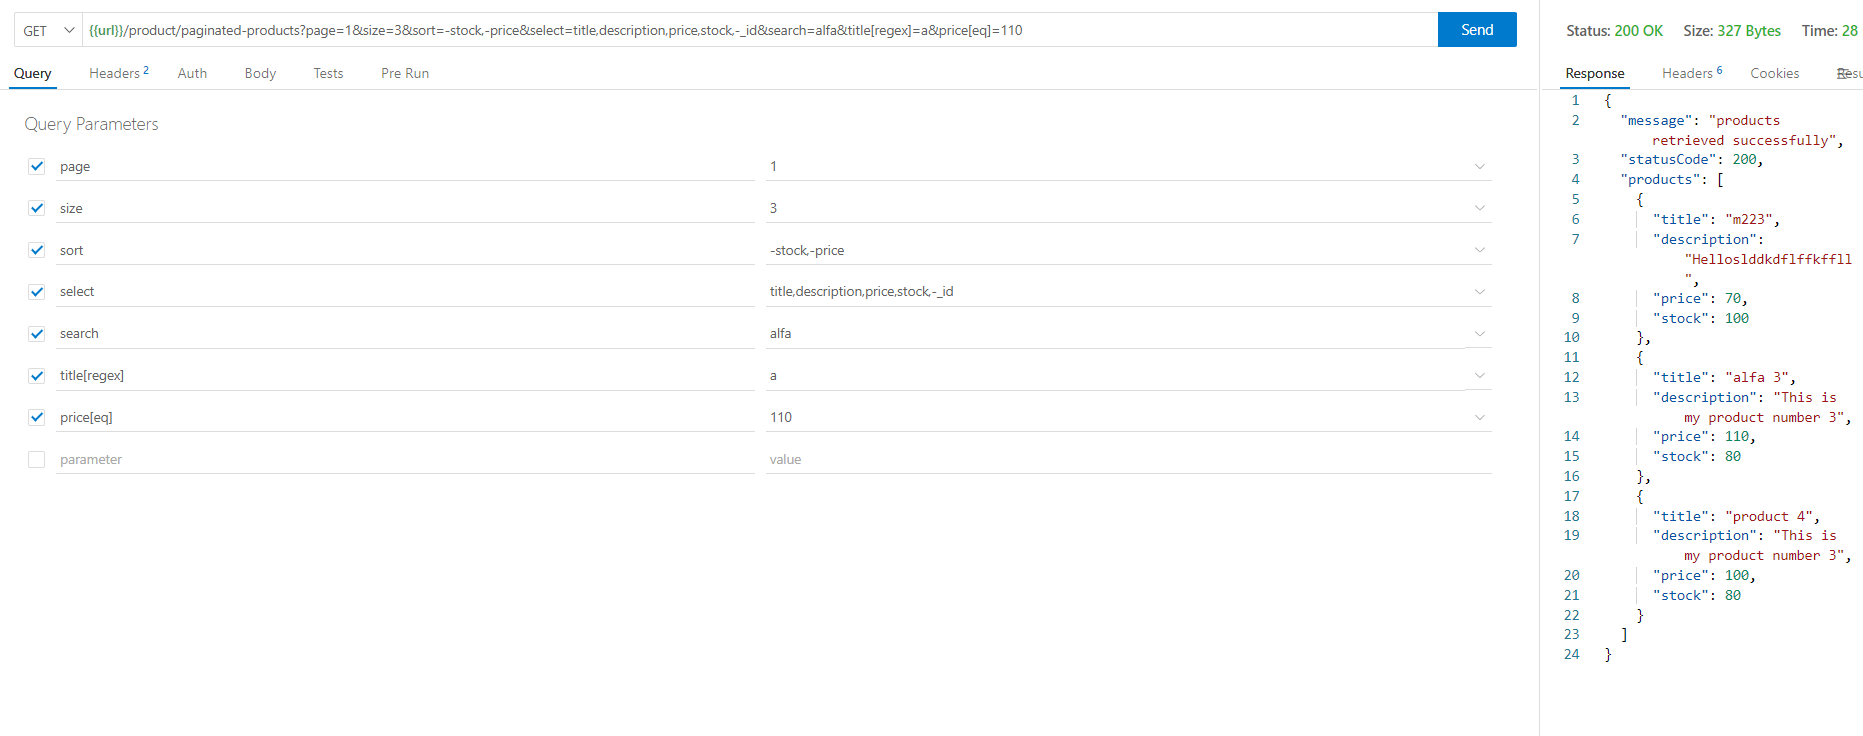 GET {{url}}/product/paginated-products?page=1&size=3&sort=-stock,-price&select=title,description,price,stock,-_id&search=alfa&title[regex]=a&price[eq]=110 Send
Query Headers 2 Auth Body Tests Pre Run
Query Parameters
page 1
size 3
sort -stock,-price
select title,description,price,stock,-_id
search alfa
title[regex] a
price[eq] 110
parameter value
Status: 200 OK Size: 327 Bytes Time: 28
Response Headers 6 Cookies
1 {
2 "message": "products
retrieved successfully",
3 "statusCode": 200,
4 "products": [
5 {
6 "title": "m223",
7 "description":
"Helloslddkdflffkffll
",
8 "price": 70,
9 "stock": 100
10 },
11 {
12 "title": "alfa 3",
13 "description": "This is
my product number 3",
14 "price": 110,
15 "stock": 80
16 },
17 {
18 "title": "product 4",
19 "description": "This is
my product number 3",
20 "price": 100,
21 "stock": 80
22 }
23 ]
24 }